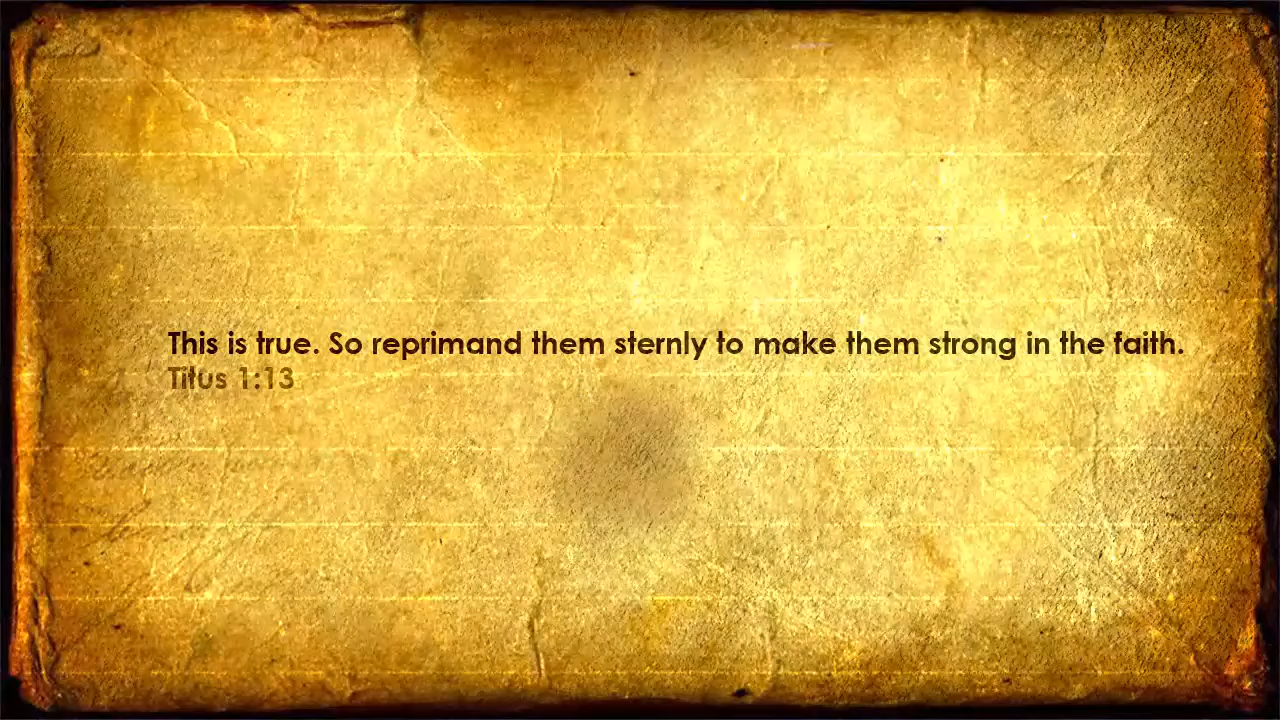 This is true. So reprimand them sternly to make them strong in the faith.
Titus 1:13